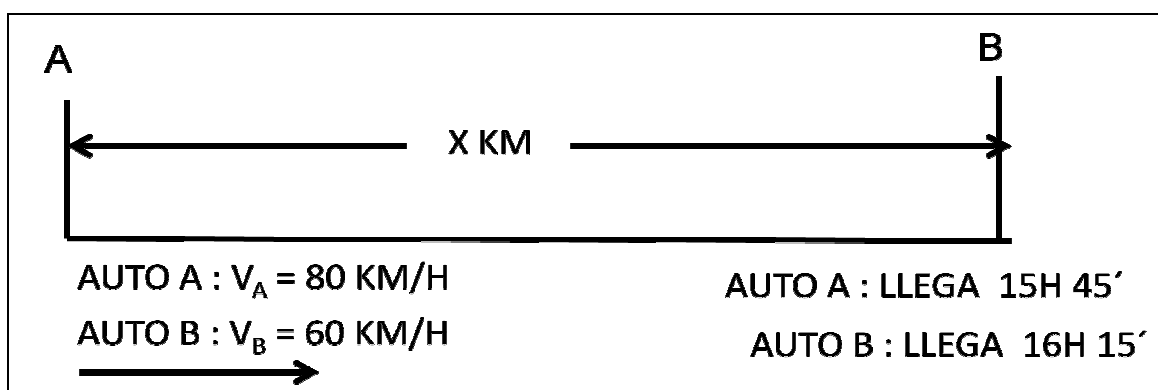 A B
X KM
AUTO A : VA = 80 KM/H AUTO A : LLEGA 15H 45´
AUTO B : VB = 60 KM/H AUTO B : LLEGA 16H 15´